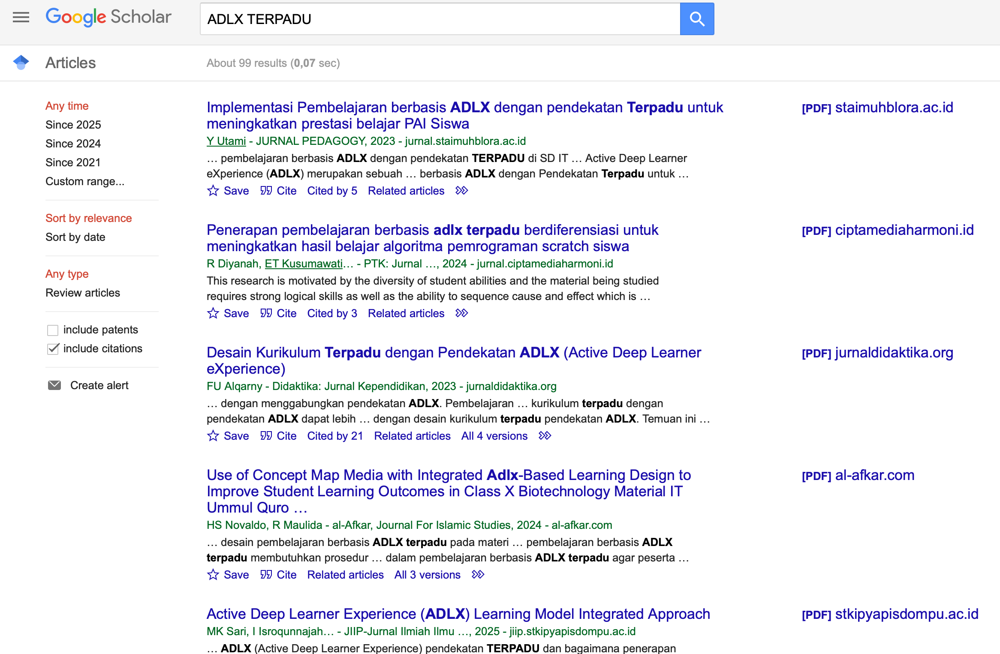 Google Scholar
ADLX TERPADU
Articles
About 99 results (0,07 sec)
Any time
Since 2025
Since 2024
Since 2021
Custom range...
Sort by relevance
Sort by date
Any type
Review articles
include patents
include citations
Create alert
Implementasi Pembelajaran berbasis ADLX dengan pendekatan Terpadu untuk
meningkatkan prestasi belajar PAI Siswa
[PDF] staimuhblora.ac.id
Y Utami - JURNAL PEDAGOGY, 2023 - jurnal.staimuhblora.ac.id
… pembelajaran berbasis ADLX dengan pendekatan TERPADU di SD IT … Active Deep Learner
eXperience (ADLX) merupakan sebuah … berbasis ADLX dengan Pendekatan Terpadu untuk …
Save Cite Cited by 5 Related articles
Penerapan pembelajaran berbasis adlx terpadu berdiferensiasi untuk
meningkatkan hasil belajar algoritma pemrograman scratch siswa
[PDF] ciptamediaharmoni.id
R Diyanah, ET Kusumawati… - PTK: Jurnal …, 2024 - jurnal.ciptamediaharmoni.id
This research is motivated by the diversity of student abilities and the material being studied
requires strong logical skills as well as the ability to sequence cause and effect which is …
Save Cite Cited by 3 Related articles
Desain Kurikulum Terpadu dengan Pendekatan ADLX (Active Deep Learner
eXperience)
[PDF] jurnaldidaktika.org
FU Alqarny - Didaktika: Jurnal Kependidikan, 2023 - jurnaldidaktika.org
… dengan menggabungkan pendekatan ADLX. Pembelajaran … kurikulum terpadu dengan
pendekatan ADLX dapat lebih … dengan desain kurikulum terpadu pendekatan ADLX. Temuan ini …
Save Cite Cited by 21 Related articles All 4 versions
Use of Concept Map Media with Integrated Adlx-Based Learning Design to
Improve Student Learning Outcomes in Class X Biotechnology Material IT
Ummul Quro …
[PDF] al-afkar.com
HS Novaldo, R Maulida - al-Afkar, Journal For Islamic Studies, 2024 - al-afkar.com
… desain pembelajaran berbasis ADLX terpadu pada materi … pembelajaran berbasis ADLX
terpadu membutuhkan prosedur … dalam pembelajaran berbasis ADLX terpadu agar peserta …
Save Cite Related articles All 3 versions
Active Deep Learner Experience (ADLX) Learning Model Integrated Approach
[PDF] stkipyapisdompu.ac.id
MK Sari, I Isroqunnajah… - JIIP-Jurnal Ilmiah Ilmu …, 2025 - jiip.stkipyapisdompu.ac.id
… ADLX (Active Deep Learner Experience) pendekatan TERPADU dan bagaimana penerapan